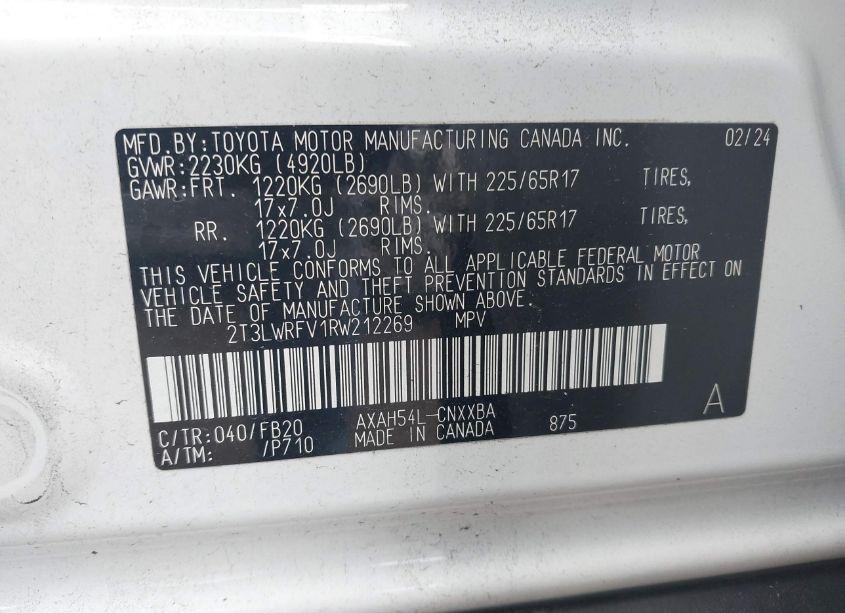 MFD.BY:TOYOTA MOTOR MANUFACTURING CANADA INC. 02/24
GVWR:2230KG (4920LB)
GAWR:FRT. 1220KG (2690LB) WITH 225/65R17 TIRES,
17x7.0J RIMS.
RR. 1220KG (2690LB) WITH 225/65R17 TIRES,
17x7.0J RIMS.
THIS VEHICLE CONFORMS TO ALL APPLICABLE FEDERAL MOTOR
VEHICLE SAFETY AND THEFT PREVENTION STANDARDS IN EFFECT ON
THE DATE OF MANUFACTURE SHOWN ABOVE.
2T3LWRFV1RW212269 MPV
C/TR:040/FB20 AXAH54L-CNXXBA 875 A
A/TM: /P710 MADE IN CANADA